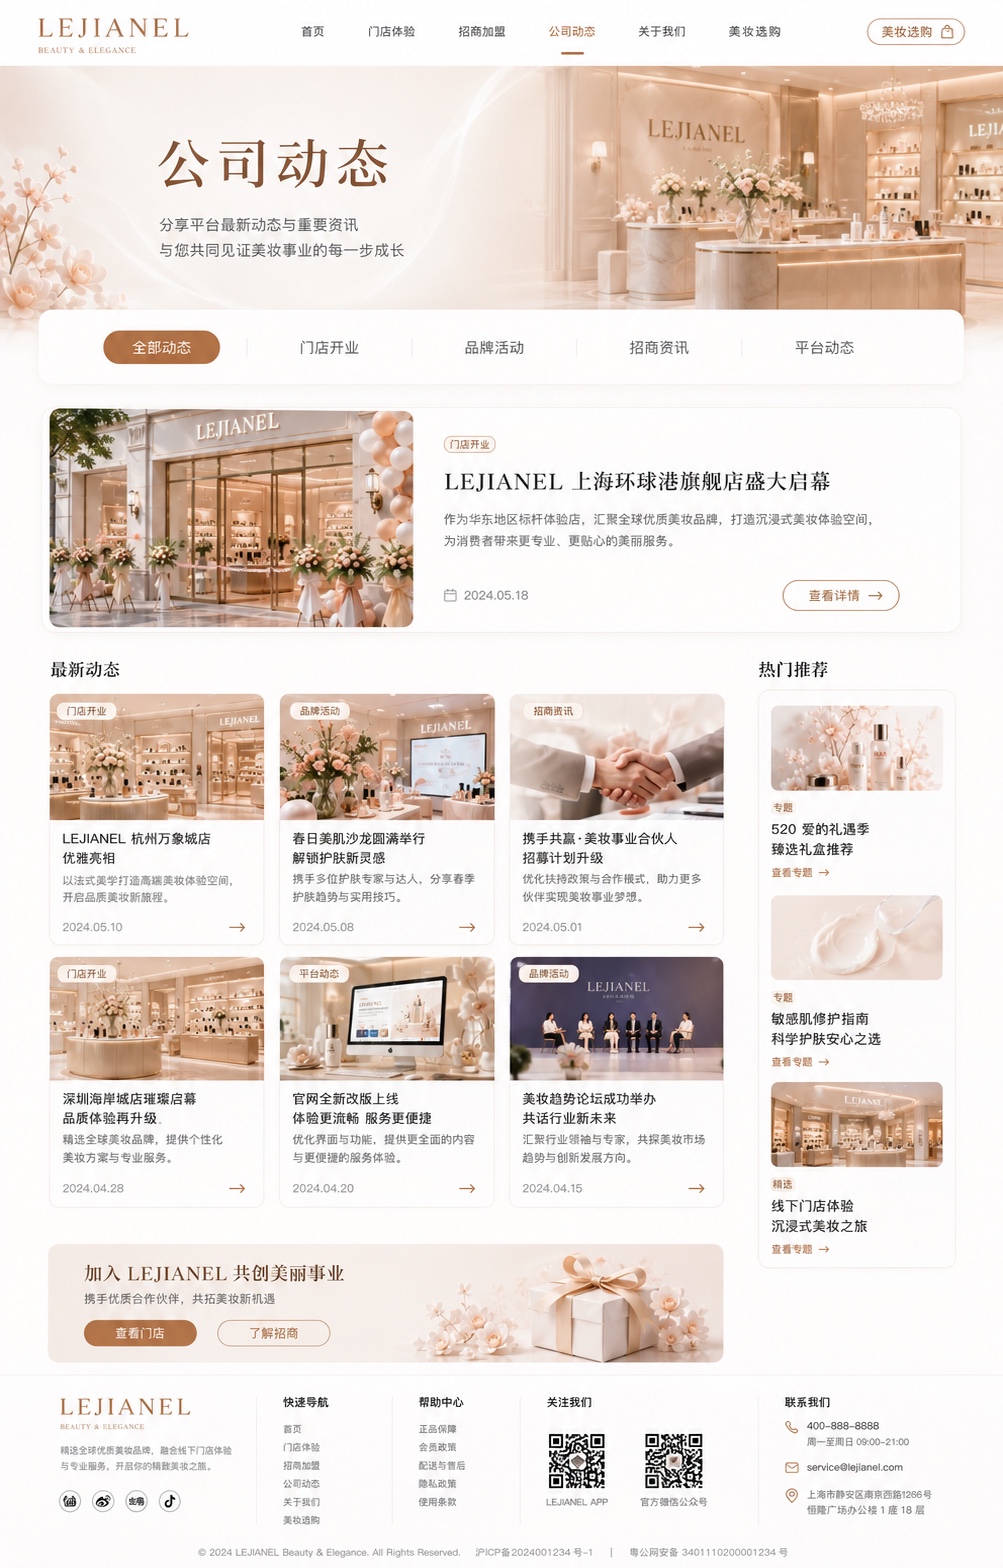 LEJIANEL
BEAUTY & ELEGANCE
首页
门店体验
招商加盟
公司动态
关于我们
美妆选购
美妆选购
公司动态
分享平台最新动态与重要资讯
与您共同见证美妆事业的每一步成长
LEJIANEL
全部动态
门店开业
品牌活动
招商资讯
平台动态
LEJIANEL
门店开业
LEJIANEL 上海环球港旗舰店盛大启幕
作为华东地区标杆体验店，汇聚全球优质美妆品牌，打造沉浸式美妆体验空间，
为消费者带来更专业、更贴心的美丽服务。
2024.05.18
查看详情
最新动态
门店开业
LEJIANEL
LEJIANEL 杭州万象城店
优雅亮相
以法式美学打造高端美妆体验空间，
开启品质美妆新旅程。
2024.05.10
品牌活动
LEJIANEL
春日美肌沙龙圆满举行
解锁护肤新灵感
携手多位护肤专家与达人，分享春季
护肤趋势与实用技巧。
2024.05.08
招商资讯
携手共赢·美妆事业合伙人
招募计划升级
优化扶持政策与合作模式，助力更多
伙伴实现美妆事业梦想。
2024.05.01
门店开业
深圳海岸城店璀璨启幕
品质体验再升级
精选全球美妆品牌，提供个性化
美妆方案与专业服务。
2024.04.28
平台动态
官网全新改版上线
体验更流畅 服务更便捷
优化界面与功能，提供更全面的内容
与更便捷的服务体验。
2024.04.20
品牌活动
LEJIANEL
美妆趋势论坛成功举办
共话行业新未来
汇聚行业领袖与专家，共探美妆市场
趋势与创新发展方向。
2024.04.15
热门推荐
专题
520 爱的礼遇季
臻选礼盒推荐
查看专题
专题
敏感肌修护指南
科学护肤安心之选
查看专题
LEJIANEL
精选
线下门店体验
沉浸式美妆之旅
查看专题
加入 LEJIANEL 共创美丽事业
携手优质合作伙伴，共拓美妆新机遇
查看门店
了解招商
LEJIANEL
BEAUTY & ELEGANCE
精选全球优质美妆品牌，融合线下门店体验
与专业服务，开启你的精致美妆之旅。
快速导航
首页
门店体验
招商加盟
公司动态
关于我们
美妆选购
帮助中心
正品保障
会员政策
配送与售后
隐私政策
使用条款
关注我们
LEJIANEL APP
官方微信公众号
联系我们
400-888-8888
周一至周日 09:00-21:00
service@lejianel.com
上海市静安区南京西路1266号
恒隆广场办公楼 1 座 18 层
© 2024 LEJIANEL Beauty & Elegance. All Rights Reserved. 沪ICP备2024001234 号-1 | 粤公网安备 3401110200001234 号